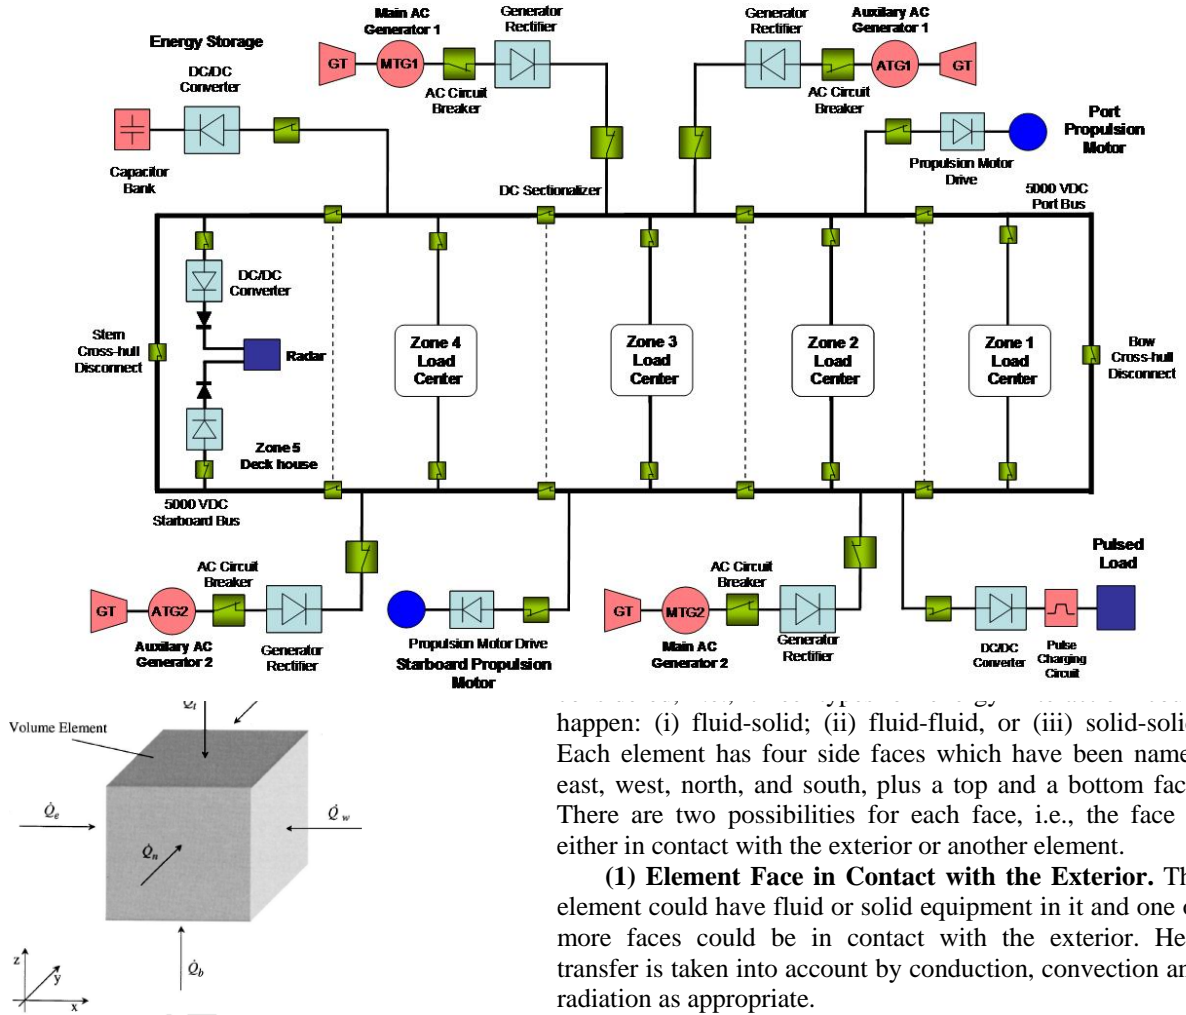 Main AC
Generator 1
Generator
Rectifier
Generator
Rectifier
Auxilary AC
Generator 1
Energy Storage
GT
MTG1
ATG1
GT
DC/DC
Converter
AC Circuit
Breaker
AC Circuit
Breaker
Port
Propulsion
Motor
Capacitor
Bank
DC Sectionalizer
Propulsion Motor
Drive
5000 VDC
Port Bus
DC/DC
Converter
Stern
Cross-hull
Disconnect
Radar
Zone 4
Load
Center
Zone 3
Load
Center
Zone 2
Load
Center
Zone 1
Load
Center
Bow
Cross-hull
Disconnect
Zone 5
Deck house
5000 VDC
Starboard Bus
AC Circuit
Breaker
AC Circuit
Breaker
Pulsed
Load
GT
ATG2
GT
MTG2
Auxilary AC
Generator 2
Generator
Rectifier
Propulsion Motor Drive
Starboard Propulsion
Motor
Main AC
Generator 2
Generator
Rectifier
DC/DC
Converter
Pulse
Charging
Circuit
Volume Element
Q̇e
Q̇w
Q̇n
Q̇b
z
y
x
happen: (i) fluid-solid; (ii) fluid-fluid, or (iii) solid-solid
Each element has four side faces which have been name
east, west, north, and south, plus a top and a bottom fac
There are two possibilities for each face, i.e., the face
either in contact with the exterior or another element.
(1) Element Face in Contact with the Exterior. Th
element could have fluid or solid equipment in it and one o
more faces could be in contact with the exterior. He
transfer is taken into account by conduction, convection an
radiation as appropriate.